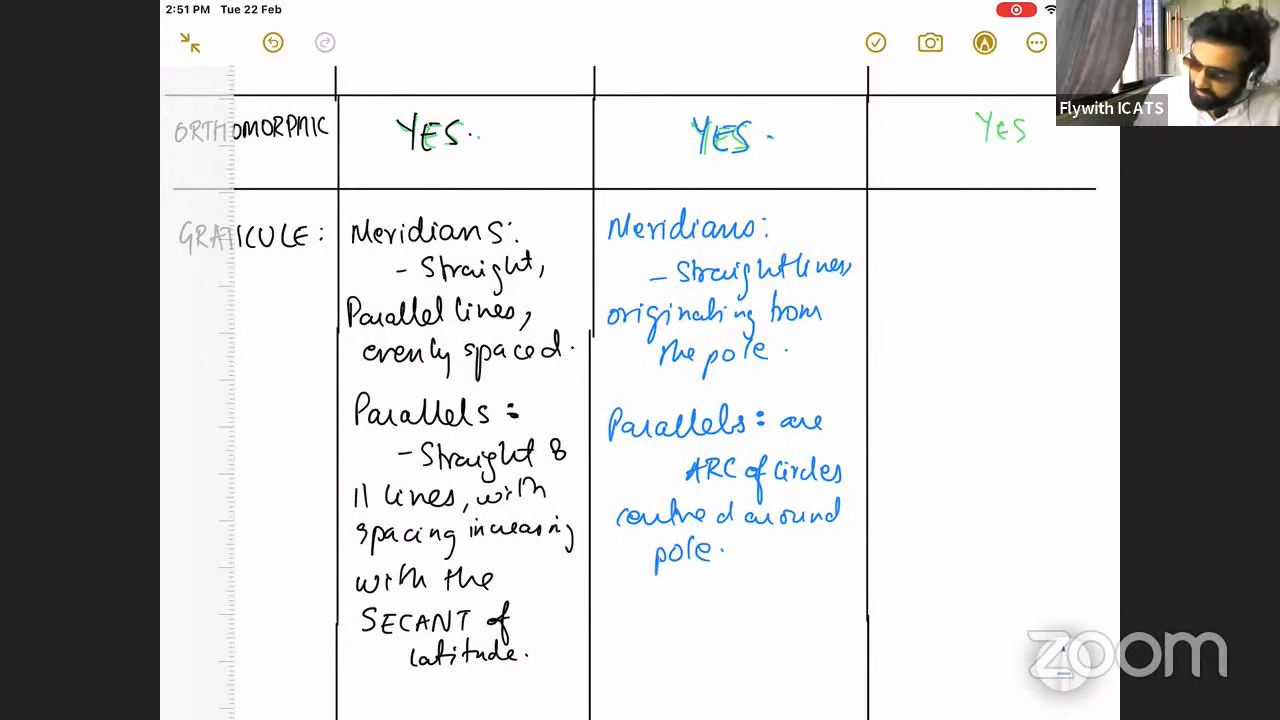 2:51 PM Tue 22 Feb
Flywith ICATS
ORTHOMORPHIC
YES.
YES.
YES
GRATICULE:
Meridians:
- Straight,
Parallel lines,
evenly spaced.
Parallels:
- Straight &
11 lines, with
spacing increasing
with the
SECANT of
latitude.
Meridians:
- Straight lines,
originating from
the pole.
Parallels: are
ARC of circles
centred around
pole.
zoom